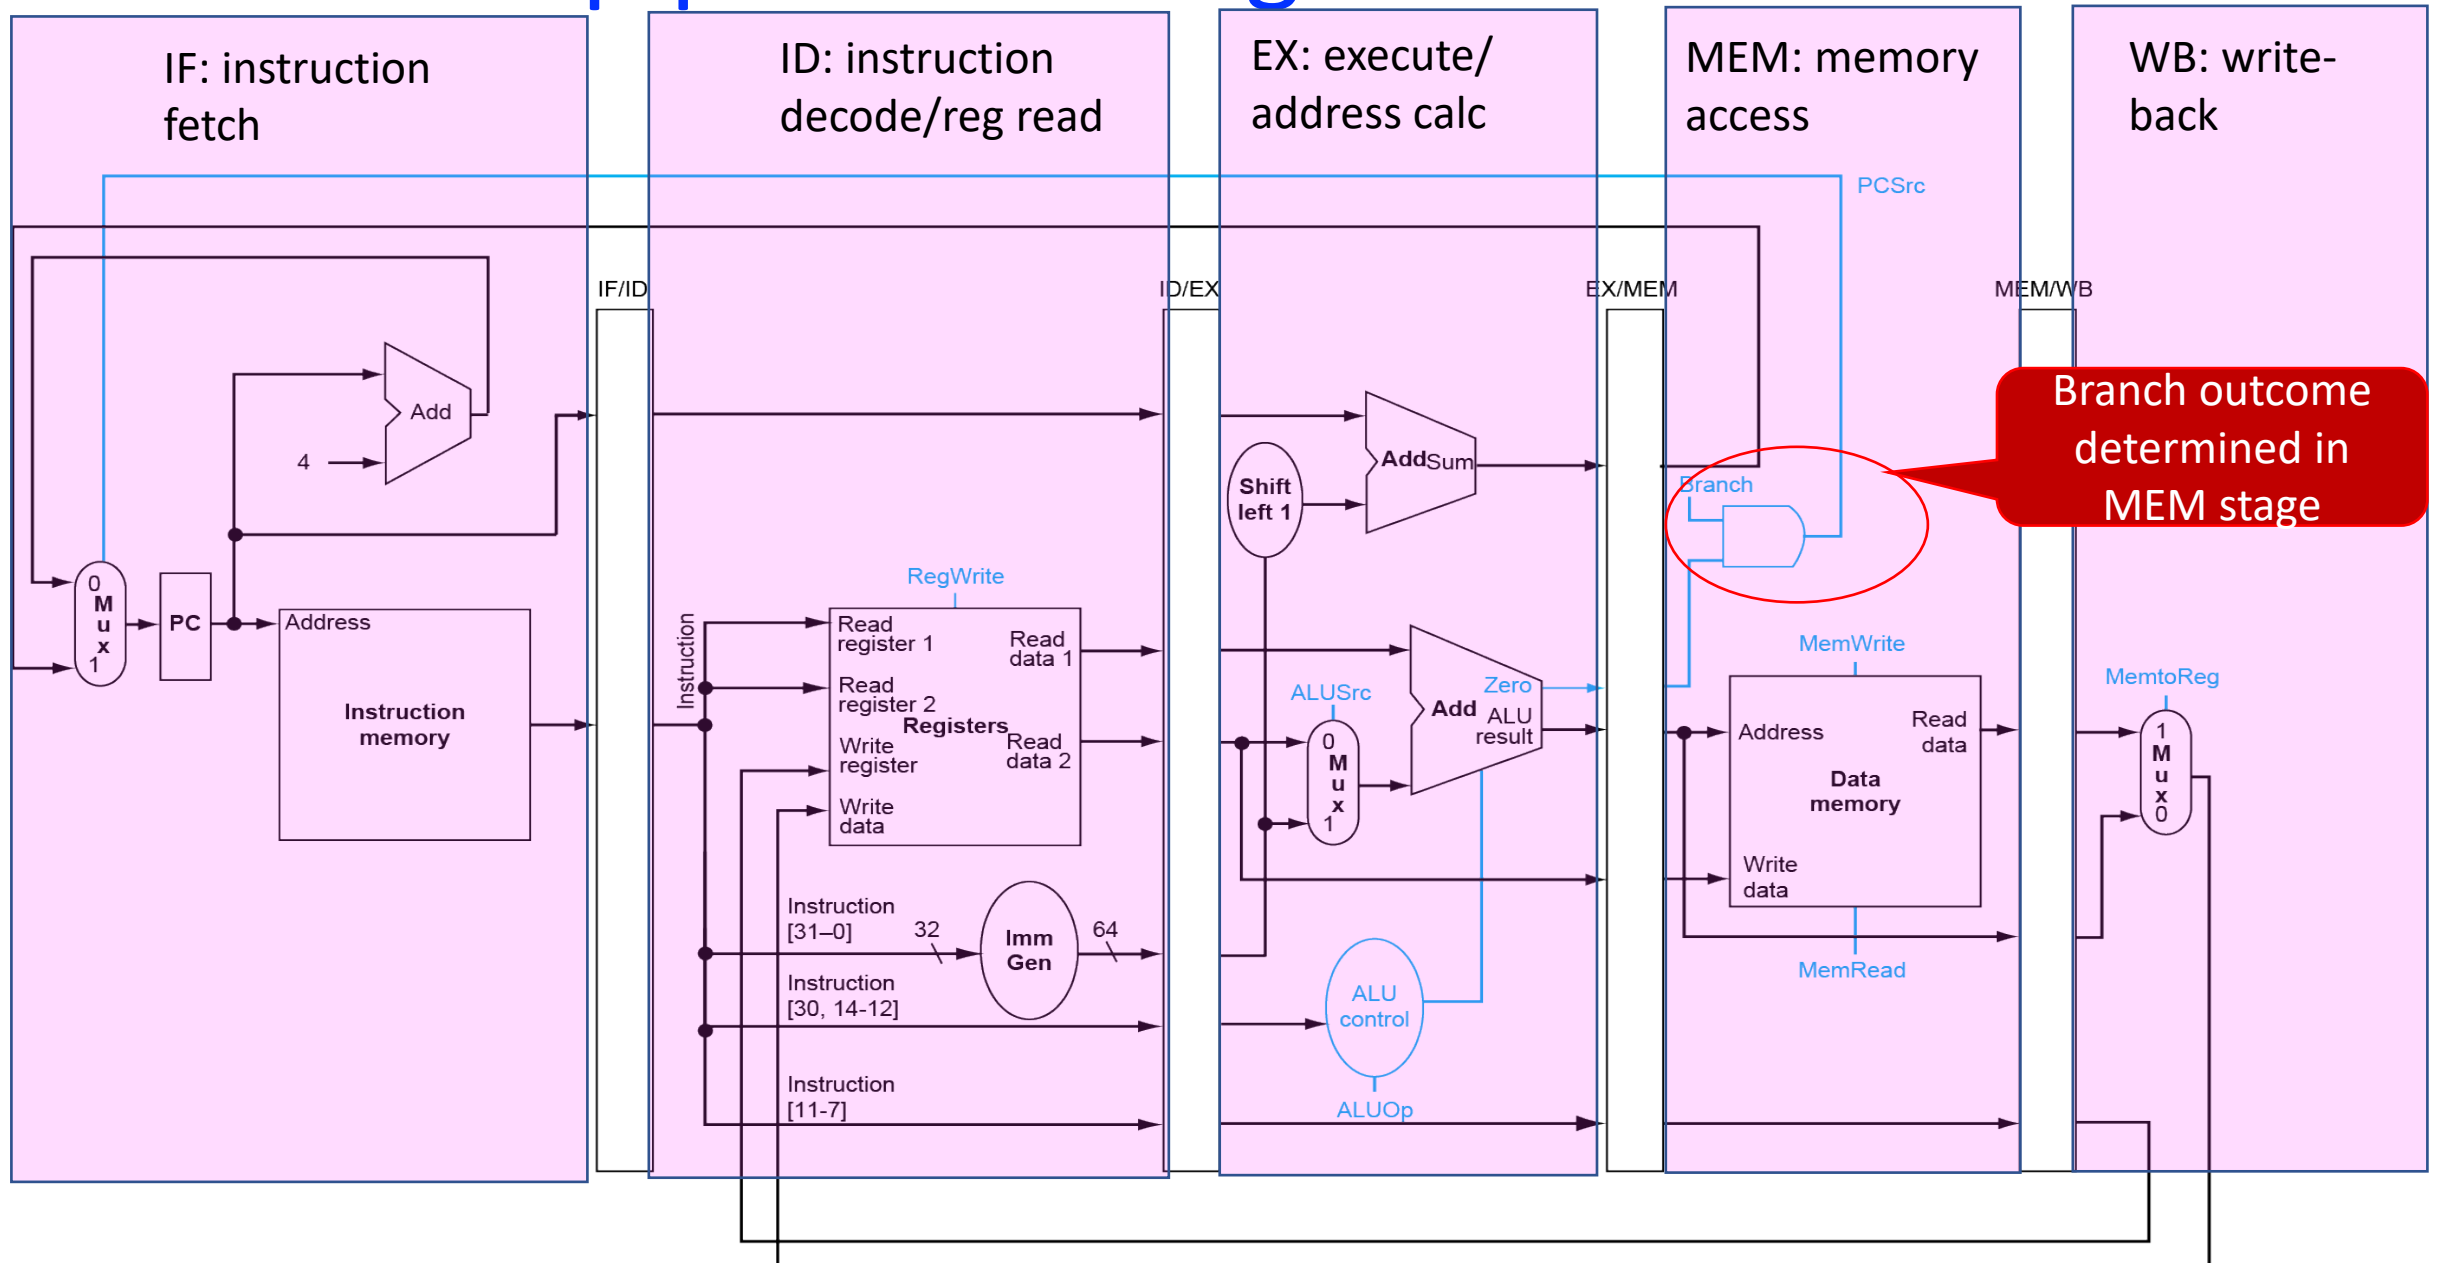 IF: instruction
fetch
ID: instruction
decode/reg read
EX: execute/
address calc
MEM: memory
access
WB: write-
back
PCSrc
IF/ID
ID/EX
EX/MEM
MEM/WB
Branch outcome
determined in
MEM stage
Add
4
Add Sum
Shift
left 1
Branch
0
M
u
x
1
PC
Address
Instruction
memory
Instruction
RegWrite
Read
register 1
Read
data 1
Read
register 2
Registers
Write
register
Read
data 2
Write
data
Instruction
[31–0]
32
Imm
Gen
64
Instruction
[30, 14-12]
Instruction
[11-7]
ALUSrc
0
M
u
x
1
Zero
Add
ALU
result
ALU
control
ALUOp
MemWrite
Address
Read
data
Data
memory
Write
data
MemRead
MemtoReg
1
M
u
x
0